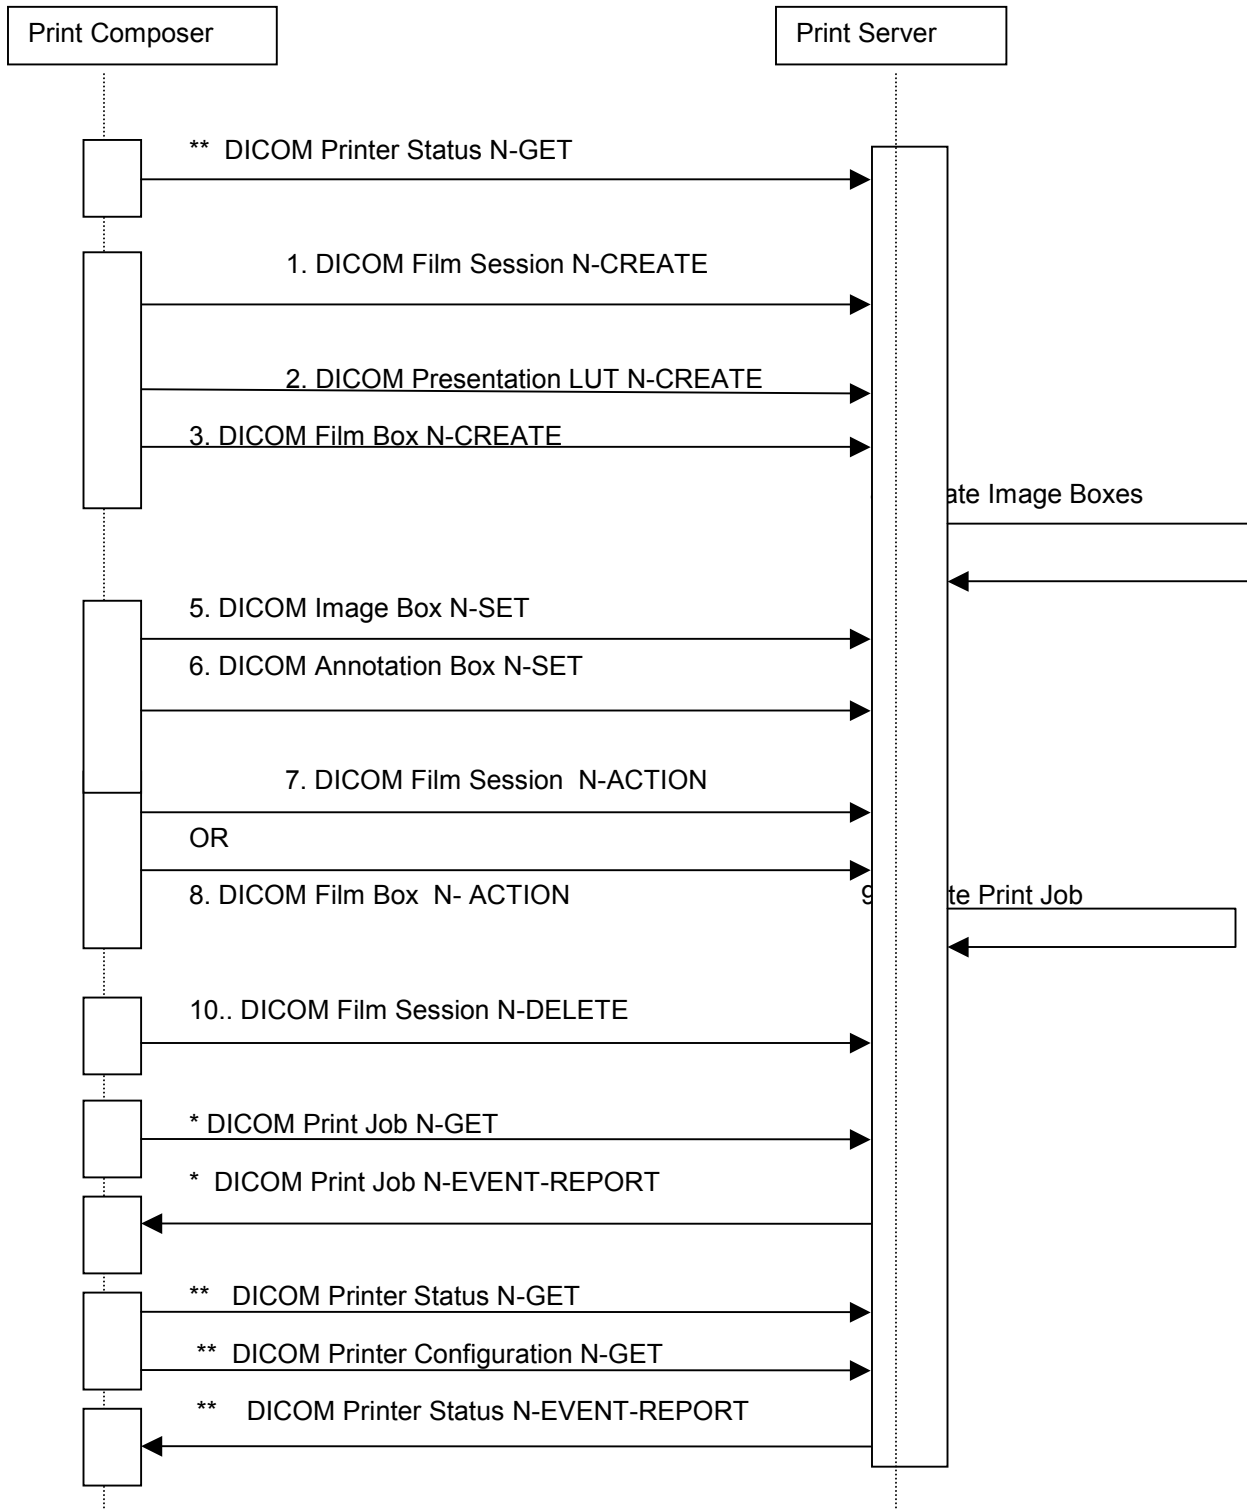 Print Composer
Print Server
** DICOM Printer Status N-GET
1. DICOM Film Session N-CREATE
2. DICOM Presentation LUT N-CREATE
3. DICOM Film Box N-CREATE
ate Image Boxes
5. DICOM Image Box N-SET
6. DICOM Annotation Box N-SET
7. DICOM Film Session N-ACTION
OR
8. DICOM Film Box N- ACTION
9 te Print Job
10.. DICOM Film Session N-DELETE
* DICOM Print Job N-GET
* DICOM Print Job N-EVENT-REPORT
** DICOM Printer Status N-GET
** DICOM Printer Configuration N-GET
** DICOM Printer Status N-EVENT-REPORT